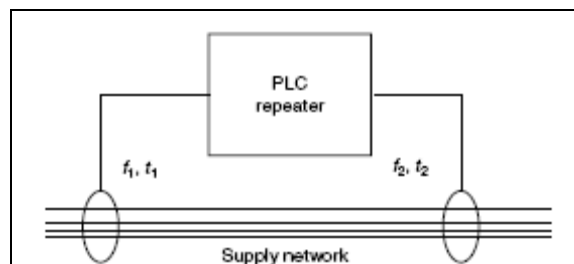 PLC
repeater
f₁, t₁
f₂, t₂
Supply network